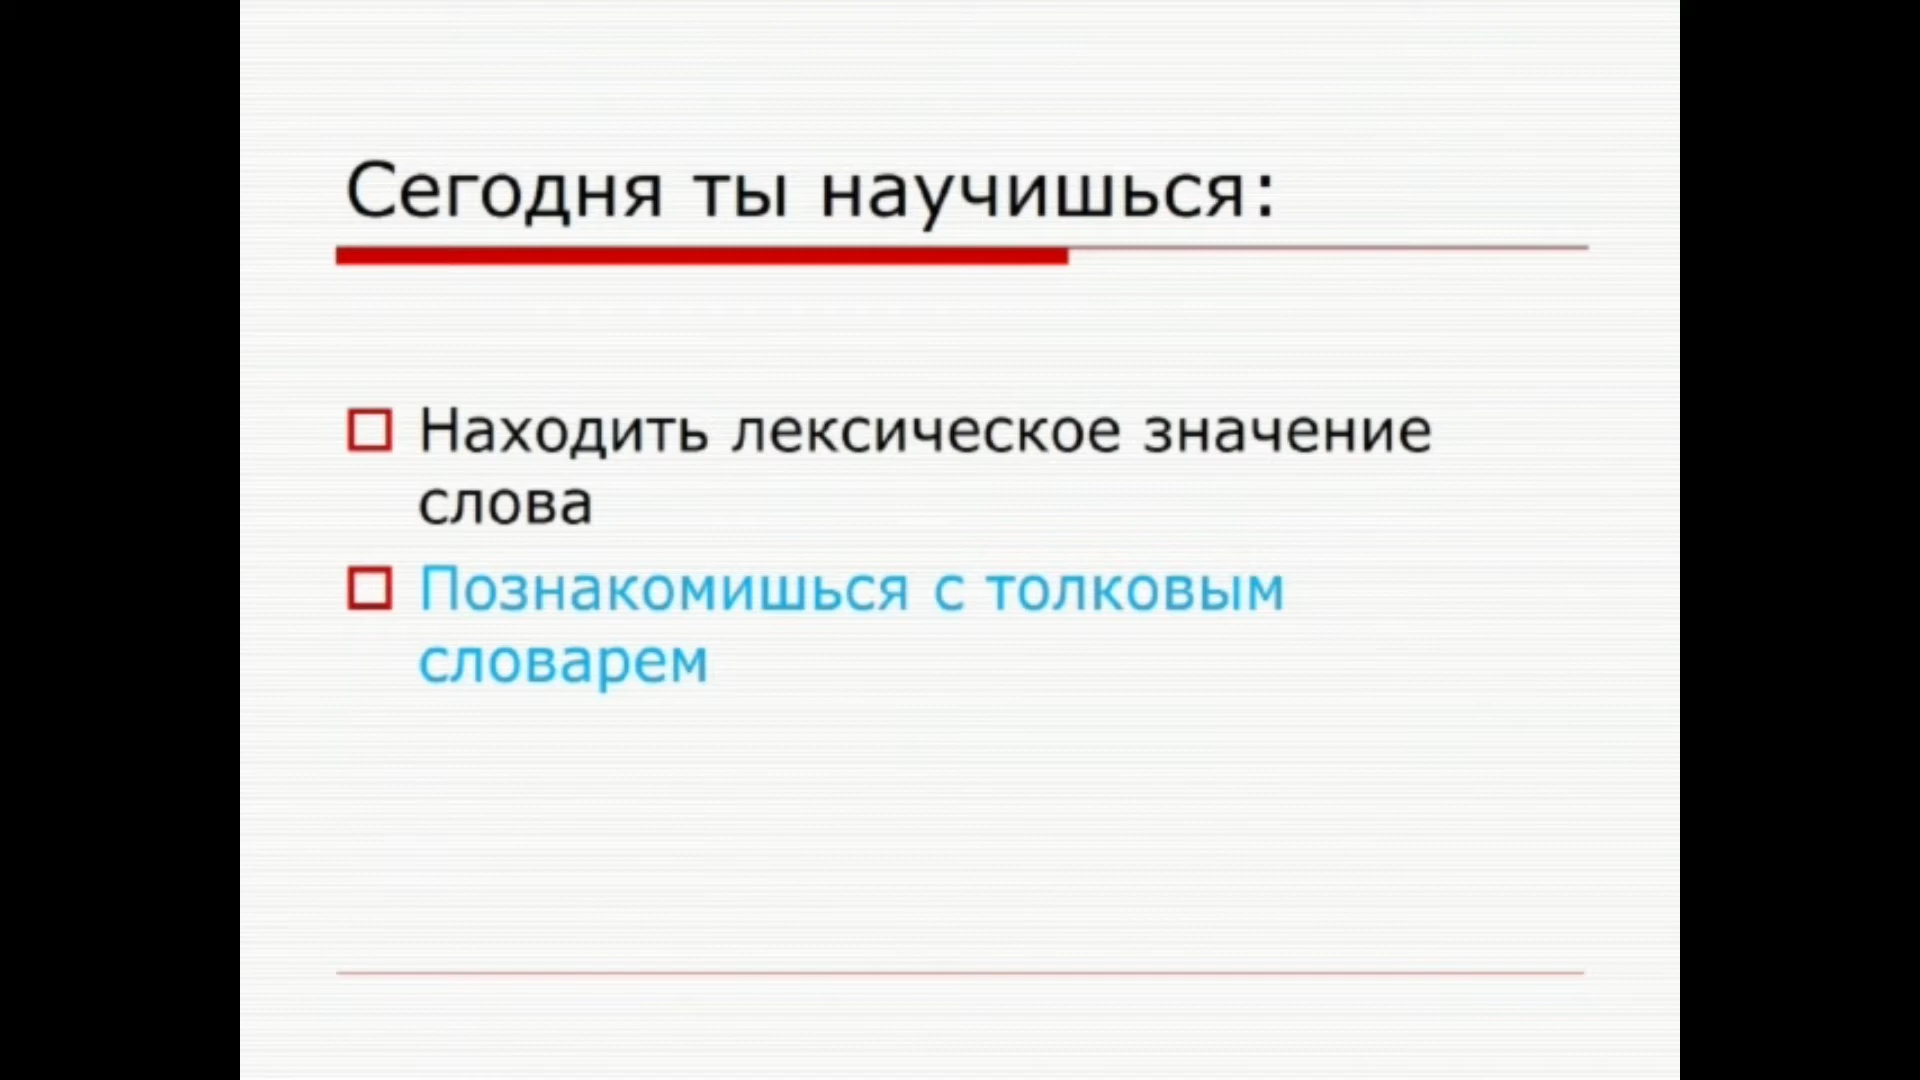 Сегодня ты научишься:
Находить лексическое значение
слова
Познакомишься с толковым
словарем